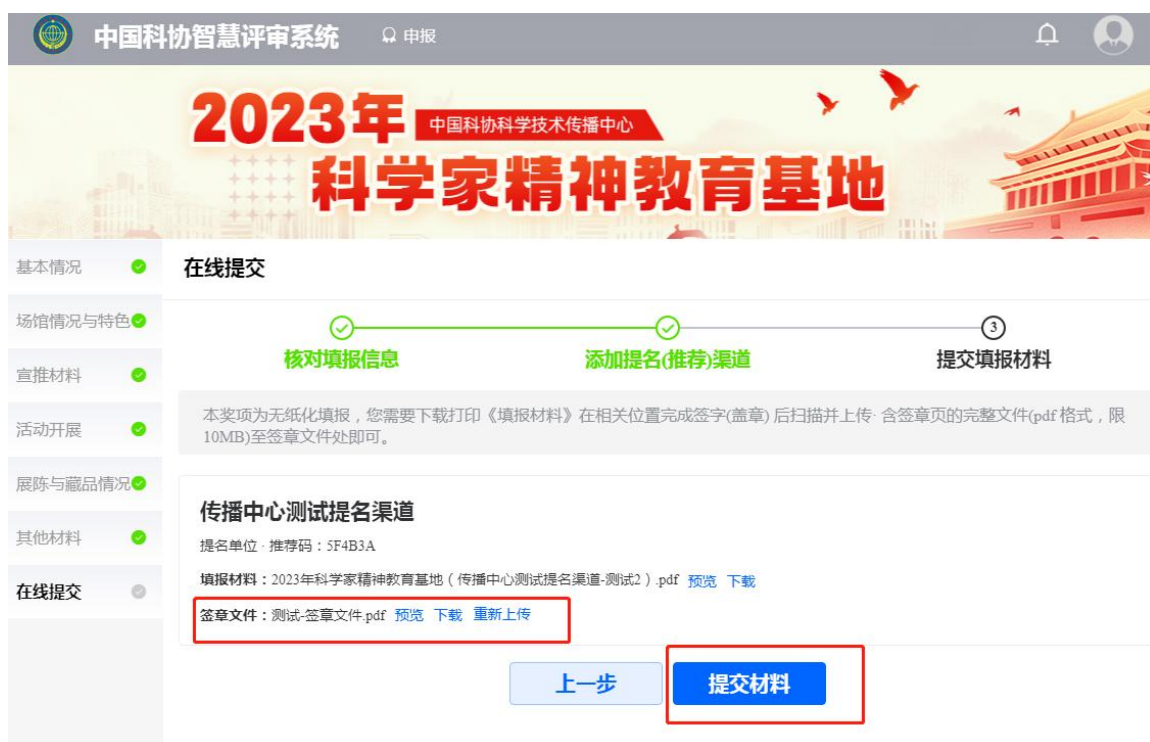 中国科协智慧评审系统 申报
2023年 中国科协科学技术传播中心
科学家精神教育基地
基本情况
场馆情况与特色
宣推材料
活动开展
展陈与藏品情况
其他材料
在线提交
在线提交
核对填报信息
添加提名(推荐)渠道
3
提交填报材料
本奖项为无纸化填报，您需要下载打印《填报材料》在相关位置完成签字(盖章) 后扫描并上传· 含签章页的完整文件(pdf 格式，限
10MB)至签章文件处即可。
传播中心测试提名渠道
提名单位 · 推荐码：5F4B3A
填报材料：2023年科学家精神教育基地（传播中心测试提名渠道-测试2）.pdf 预览 下载
签章文件：测试-签章文件.pdf 预览 下载 重新上传
上一步
提交材料